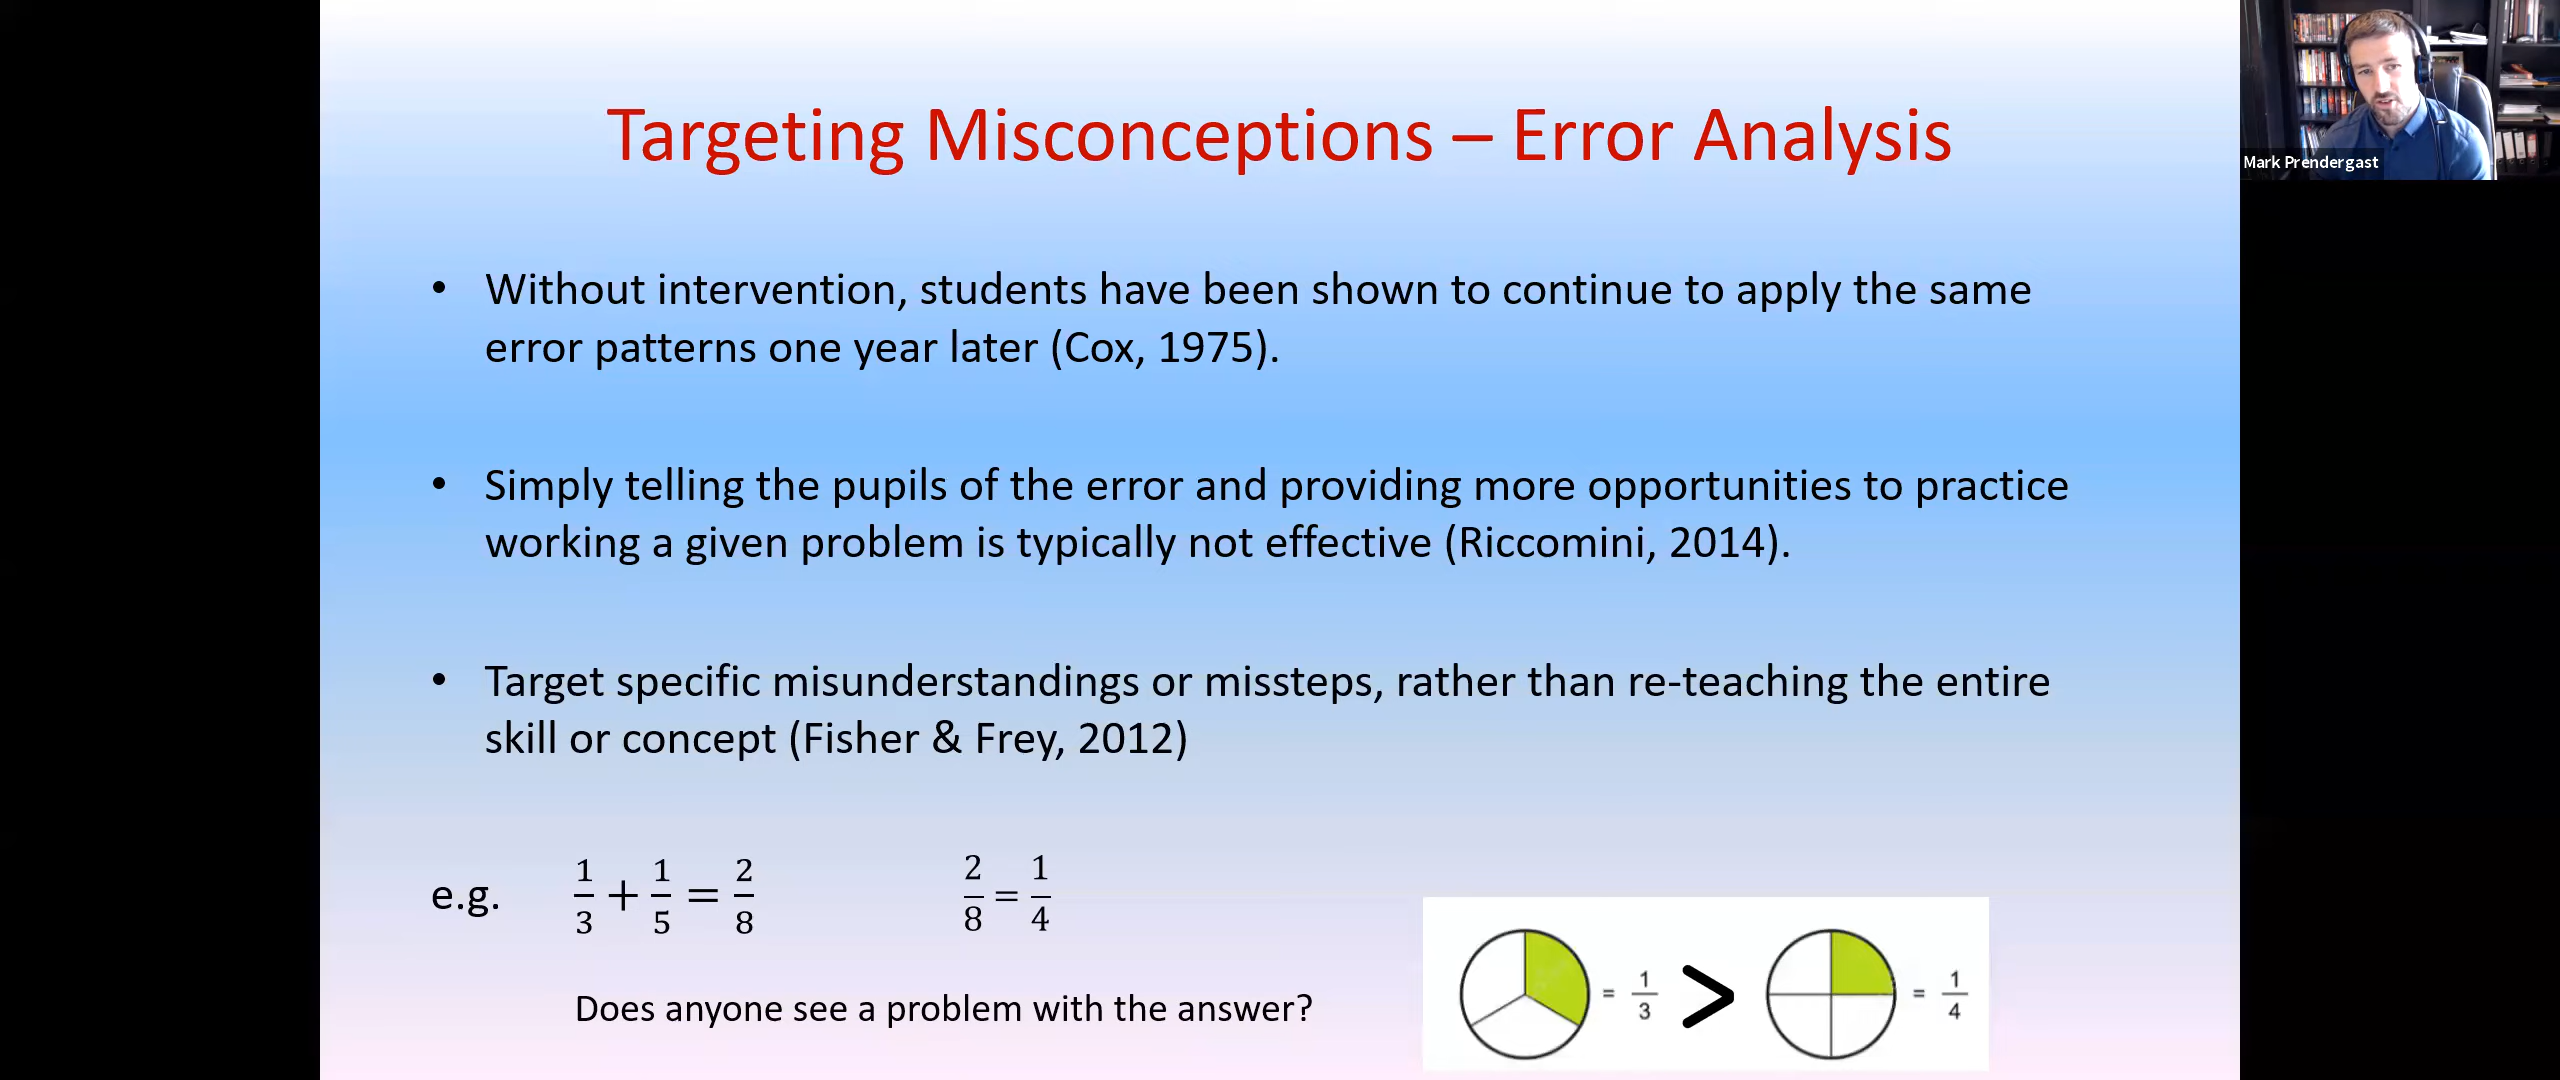 Targeting Misconceptions – Error Analysis
Mark Prendergast
• Without intervention, students have been shown to continue to apply the same
error patterns one year later (Cox, 1975).
• Simply telling the pupils of the error and providing more opportunities to practice
working a given problem is typically not effective (Riccomini, 2014).
• Target specific misunderstandings or missteps, rather than re-teaching the entire
skill or concept (Fisher & Frey, 2012)
e.g. 1/3 + 1/5 = 2/8 2/8 = 1/4
Does anyone see a problem with the answer?
= 1/3 > = 1/4